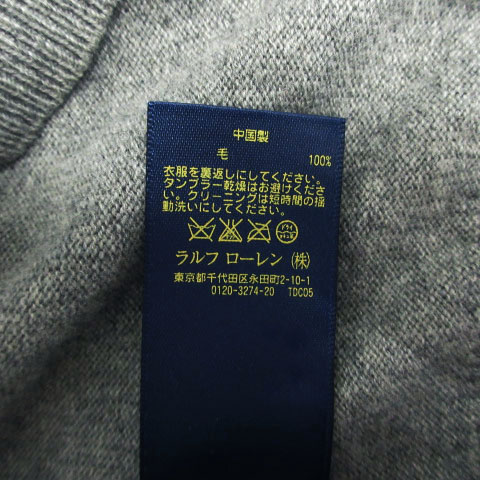 中国製
毛 100%
衣服を裏返しにしてください。
タンブラー乾燥はお避けくださ
い。クリーニングは短時間の揺
動洗いにしてください。
ドライ
ラルフ ローレン (株)
東京都千代田区永田町2-10-1
0120-3274-20 TDC05